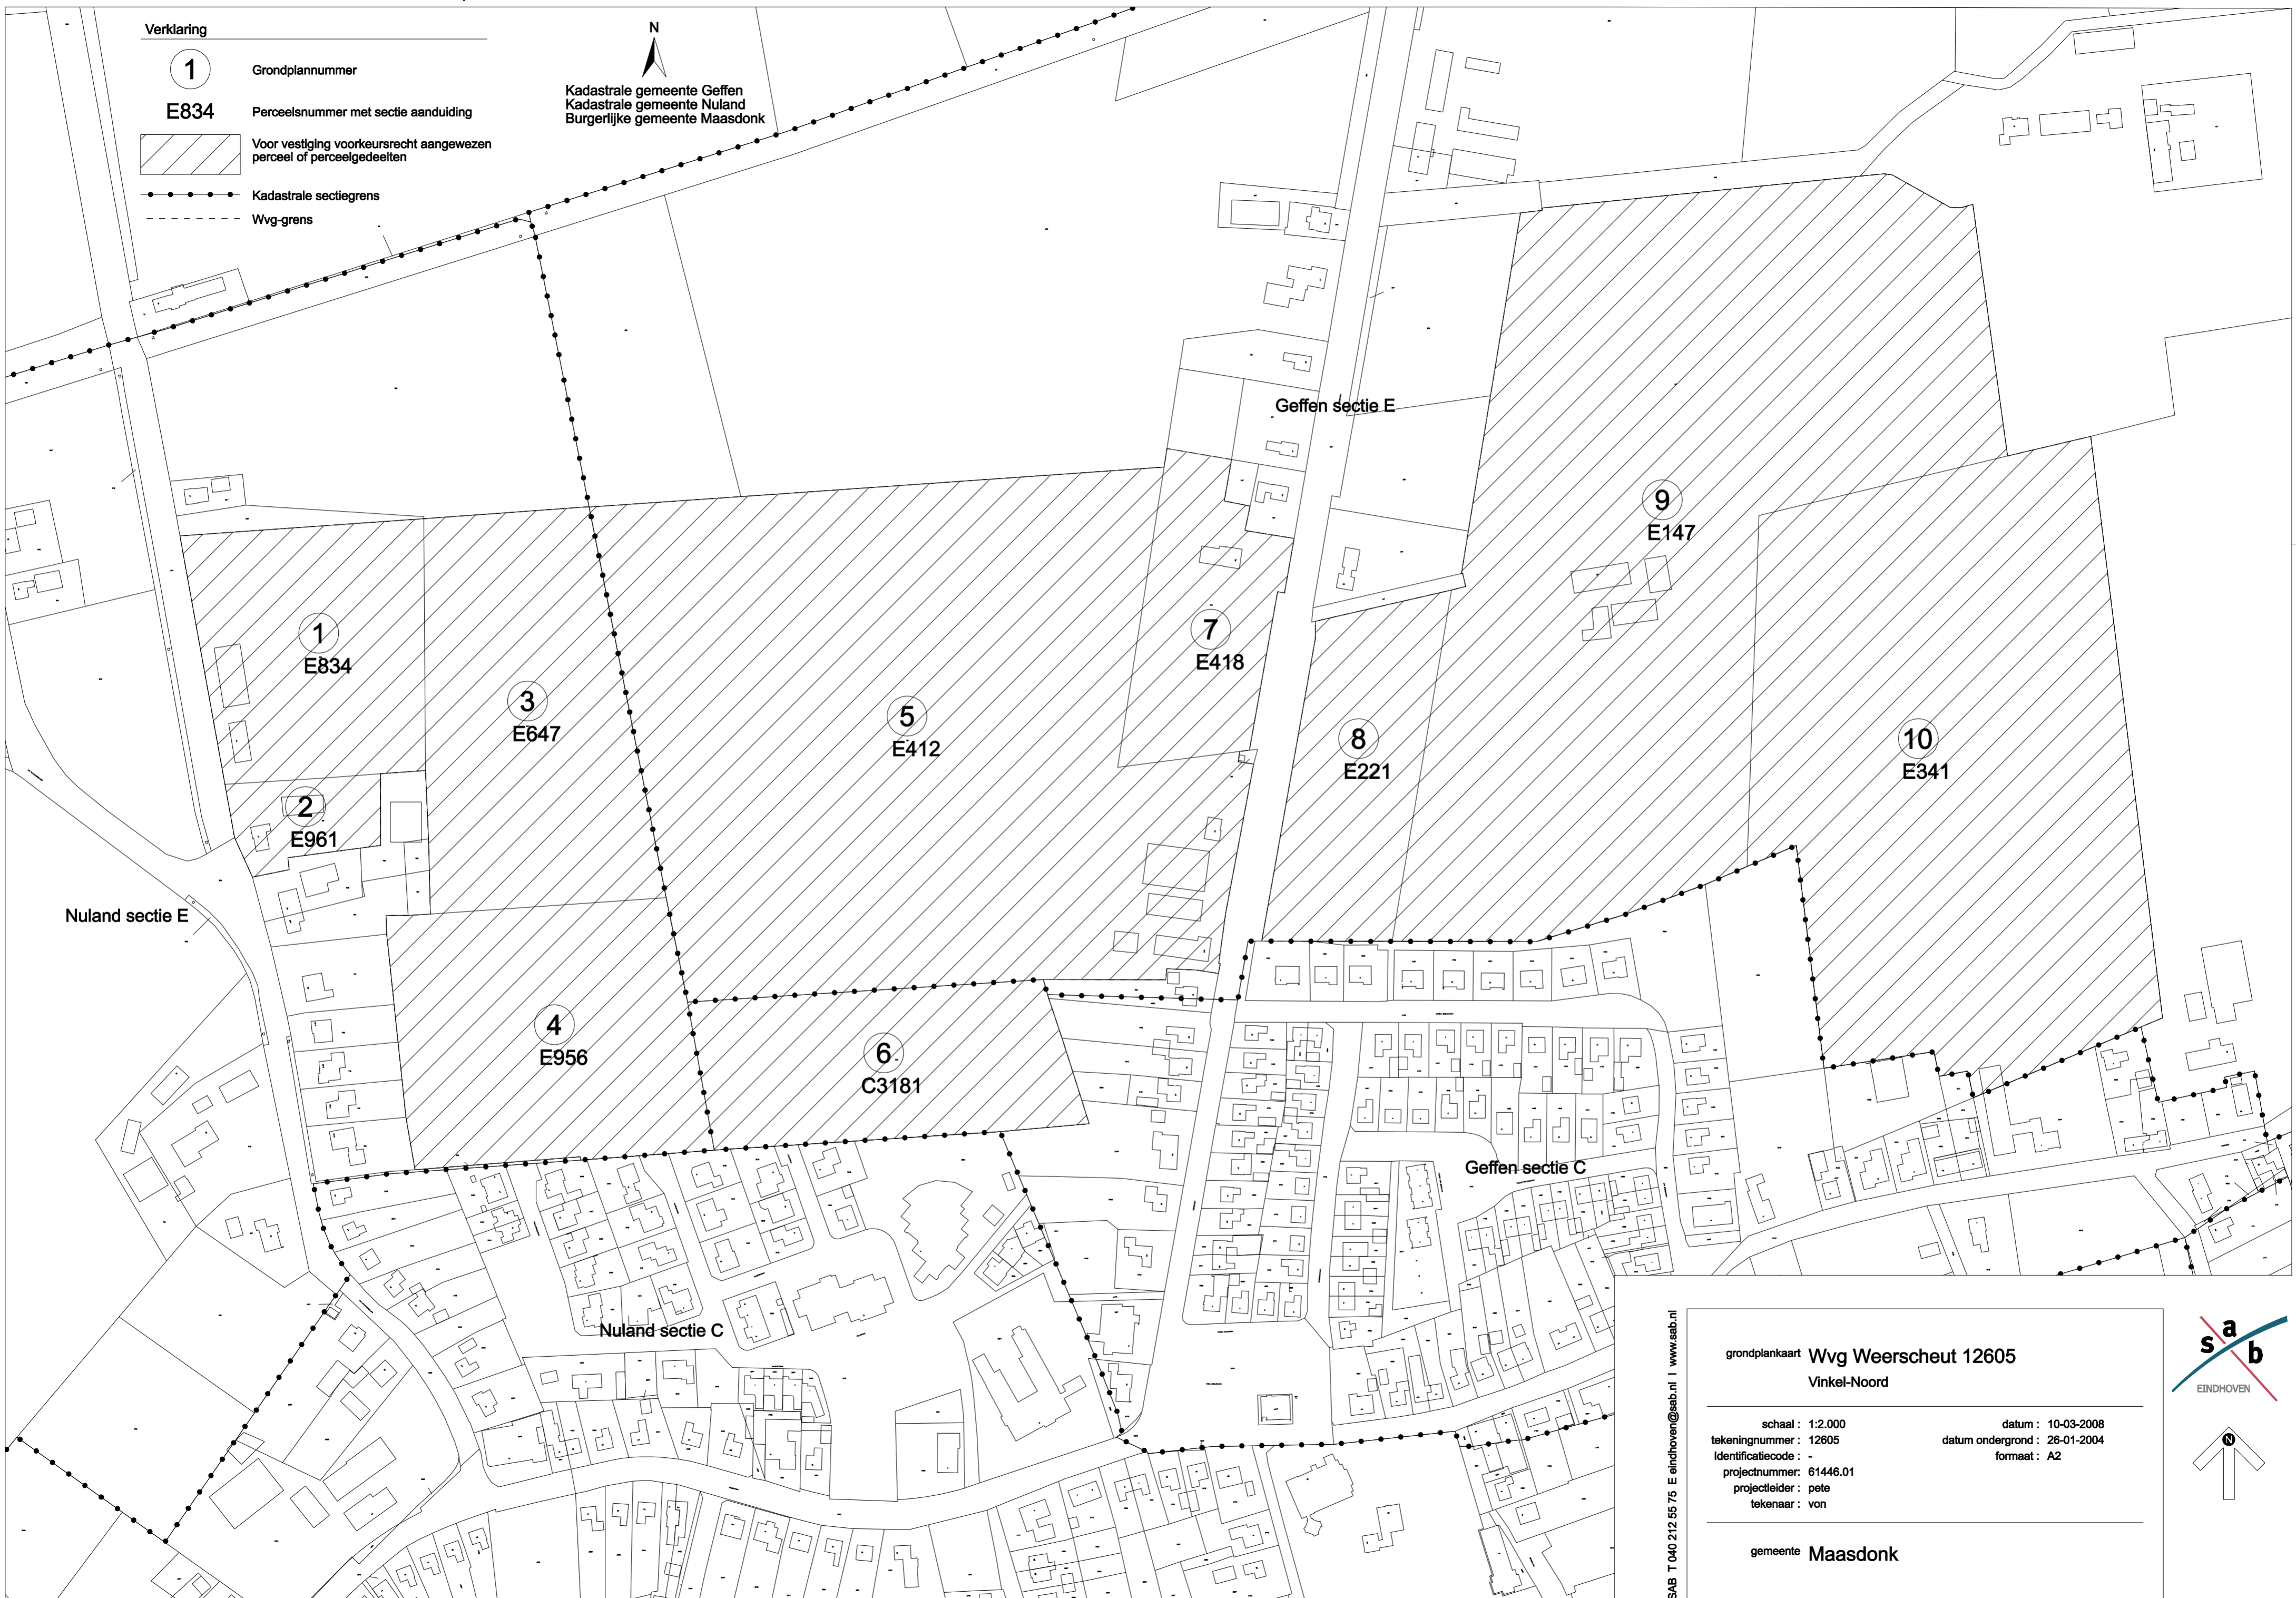 Verklaring
1 Grondplannummer
E834 Perceelsnummer met sectie aanduiding
Voor vestiging voorkeursrecht aangewezen
perceel of perceelgedeelten
Kadastrale sectiegrens
Wvg-grens
N
Kadastrale gemeente Geffen
Kadastrale gemeente Nuland
Burgerlijke gemeente Maasdonk
Geffen sectie E
9
E147
1
E834
7
E418
3
E647
5
E412
8
E221
10
E341
2
E961
Nuland sectie E
4
E956
6
C3181
Geffen sectie C
Nuland sectie C
SAB T 040 212 55 75 E eindhoven@sab.nl I www.sab.nl
grondplankaart Wvg Weerscheut 12605
Vinkel-Noord
schaal : 1:2.000 datum : 10-03-2008
tekeningnummer : 12605 datum ondergrond : 26-01-2004
Identificatiecode : - formaat : A2
projectnummer: 61446.01
projectleider : pete
tekenaar : von
gemeente Maasdonk
s a b
EINDHOVEN
N